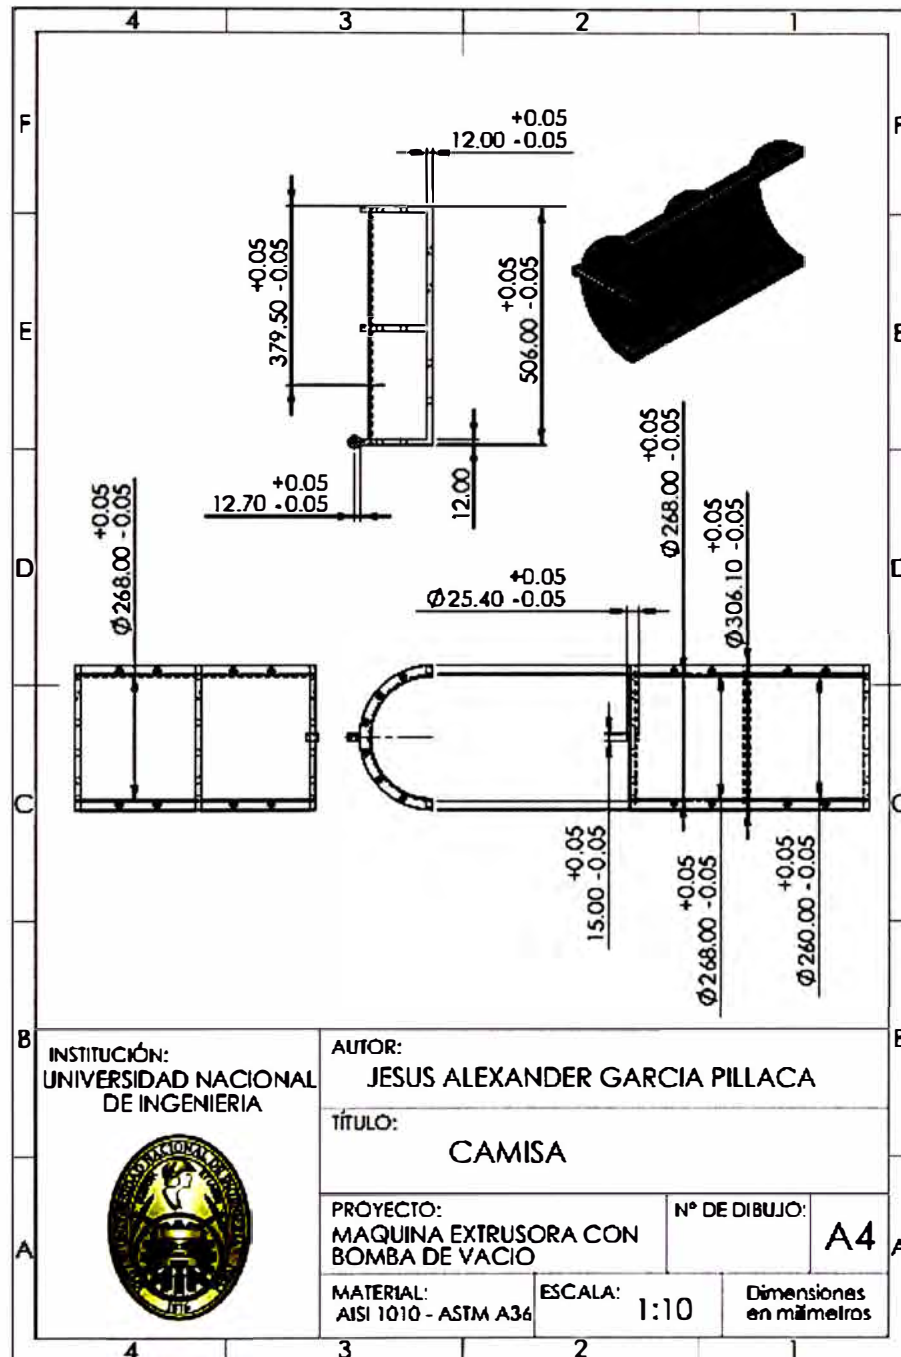 4 3 2 1
F F
+0.05
12.00 -0.05
+0.05
379.50 -0.05
+0.05
506.00 -0.05
E E
+0.05
12.70 -0.05
12.00
+0.05
Ø268.00 -0.05
+0.05
Ø268.00 -0.05
+0.05
Ø306.10 -0.05
D D
+0.05
Ø25.40 -0.05
C C
+0.05
15.00 -0.05
+0.05
Ø268.00 -0.05
+0.05
Ø260.00 -0.05
B B
INSTITUCIÓN:
UNIVERSIDAD NACIONAL
DE INGENIERIA
AUTOR:
JESUS ALEXANDER GARCIA PILLACA
TÍTULO:
CAMISA
PROYECTO:
MAQUINA EXTRUSORA CON
BOMBA DE VACIO
Nº DE DIBUJO:
A4
A A
MATERIAL:
AISI 1010 - ASTM A36
ESCALA:
1:10
Dimensiones
en milímetros
1876
4 3 2 1